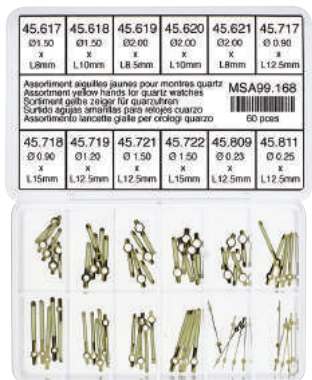 45.617 45.618 45.619 45.620 45.621 45.717
Ø1.50 Ø1.50 Ø2.00 Ø2.00 Ø2.00 Ø 0.90
x x x x x x
L8mm L10mm L8.5mm L10mm L8mm L12.5mm
Assortiment aiguilles jaunes pour montres quartz
Assortment yellow hands for quartz watches
Sortiment gelbe zeiger für quarzuhren
Surtido agujas amarillas para relojes cuarzo
Assortimento lancette gialle per orologi quarzo
MSA99.168
60 pces
45.718 45.719 45.721 45.722 45.809 45.811
Ø 0.90 Ø1.20 Ø 1.50 Ø 1.50 Ø 0.23 Ø 0.25
x x x x x x
L15mm L12.5mm L12.5mm L15mm L12.5mm L12.5mm